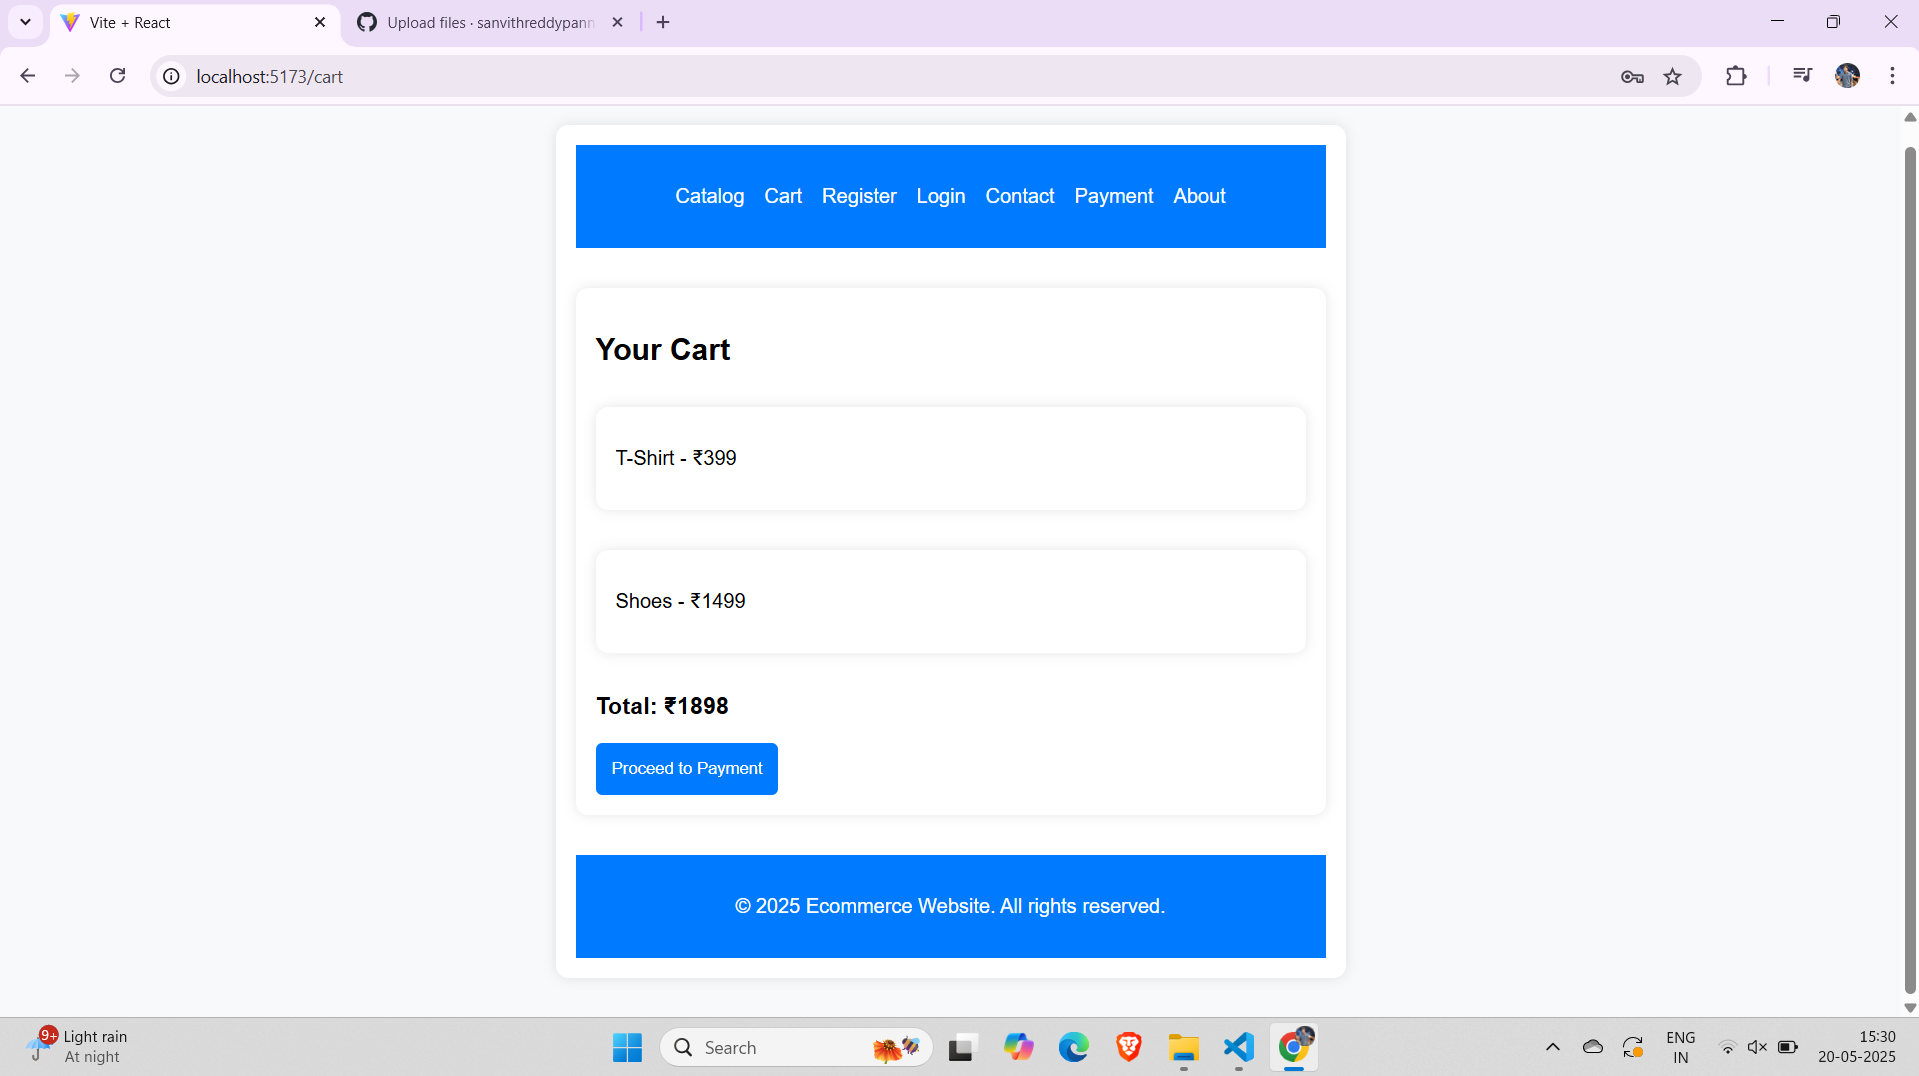 Vite + React
Upload files · sanvithreddypann
localhost:5173/cart
Catalog Cart Register Login Contact Payment About
Your Cart
T-Shirt - ₹399
Shoes - ₹1499
Total: ₹1898
Proceed to Payment
© 2025 Ecommerce Website. All rights reserved.
9+
Light rain
At night
Search
ENG
IN
15:30
20-05-2025